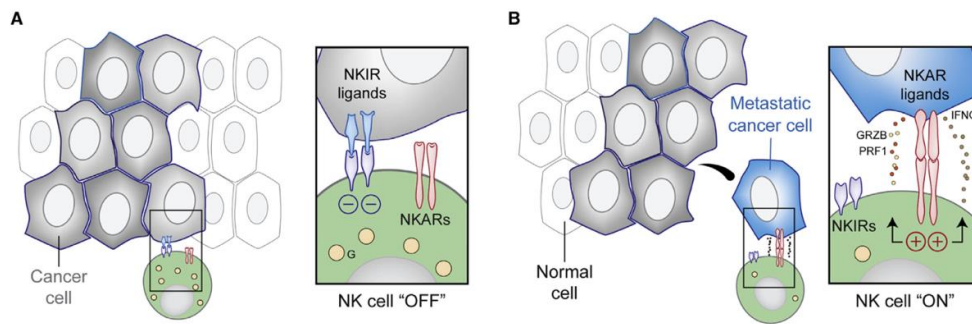 A
NKIR
ligands
NKARs
G
Cancer
cell
NK cell "OFF"
B
Metastatic
cancer cell
NKAR
ligands
IFNG
GRZB
PRF1
NKIRs
Normal
cell
NK cell "ON"